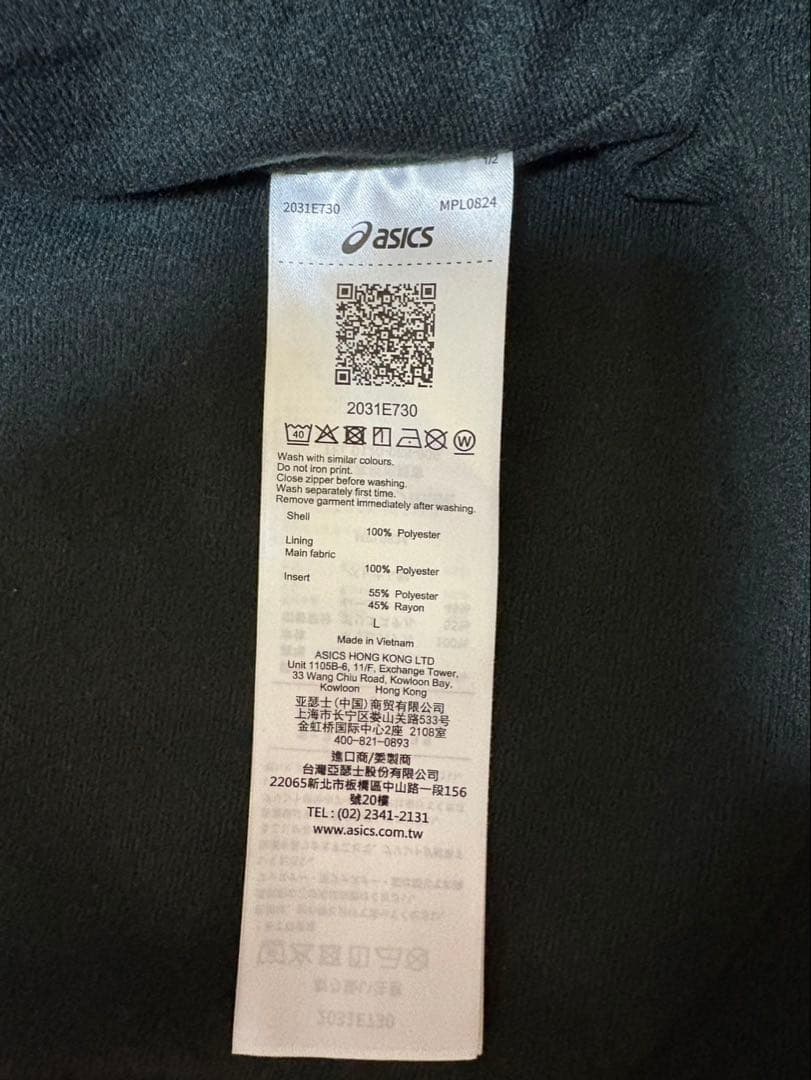 1/2
2031E730 MPL0824
asics
2031E730
40 W
Wash with similar colours.
Do not iron print.
Close zipper before washing.
Wash separately first time.
Remove garment immediately after washing.
Shell
100% Polyester
Lining
Main fabric
100% Polyester
Insert
55% Polyester
45% Rayon
L
Made in Vietnam
ASICS HONG KONG LTD
Unit 1105B-6, 11/F, Exchange Tower,
33 Wang Chiu Road, Kowloon Bay,
Kowloon Hong Kong
亚瑟士(中国)商贸有限公司
上海市长宁区娄山关路533号
金虹桥国际中心2座 2108室
400-821-0893
進口商/委製商
台灣亞瑟士股份有限公司
22065新北市板橋區中山路一段156
號20樓
TEL : (02) 2341-2131
www.asics.com.tw
2031E730